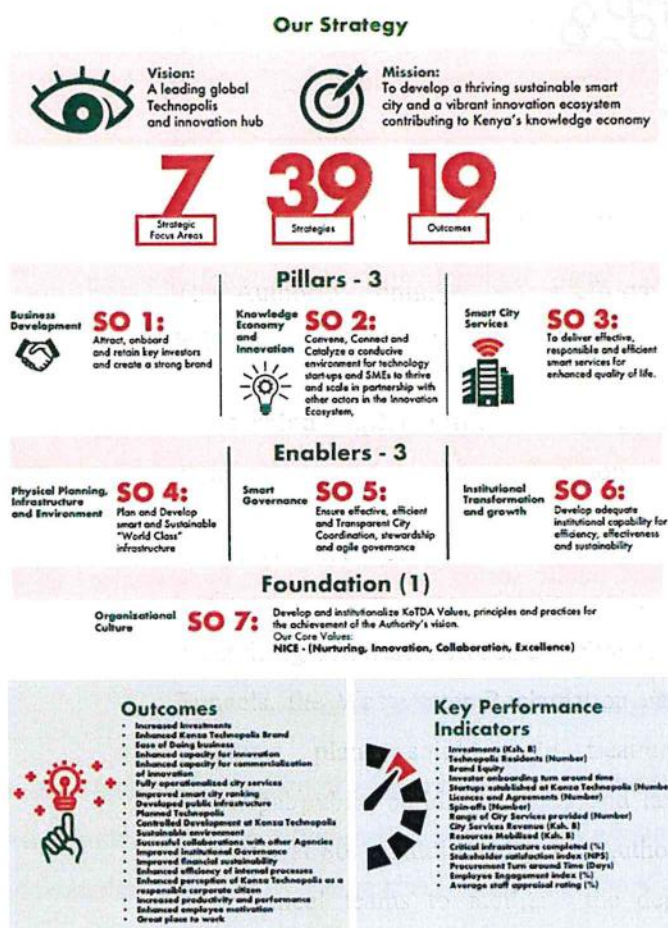 Our Strategy
Vision:
A leading global
Technopolis
and innovation hub
Mission:
To develop a thriving sustainable smart
city and a vibrant innovation ecosystem
contributing to Kenya's knowledge economy
7
Strategic
Focus Areas
39
Strategies
19
Outcomes
Pillars - 3
Business
Development
SO 1:
Attract, onboard
and retain key investors
and create a strong brand
Knowledge
Economy
and
Innovation
SO 2:
Convene, Connect and
Catalyze a conducive
environment for technology
start-ups and SMEs to thrive
and scale in partnership with
other actors in the Innovation
Ecosystem,
Smart City
Services
SO 3:
To deliver effective,
responsible and efficient
smart services for
enhanced quality of life.
Enablers - 3
Physical Planning,
Infrastructure
and Environment
SO 4:
Plan and Develop
smart and Sustainable
"World Class"
infrastructure
Smart
Governance
SO 5:
Ensure effective, efficient
and Transparent City
Coordination, stewardship
and agile governance
Institutional
Transformation
and growth
SO 6:
Develop adequate
institutional capability for
efficiency, effectiveness
and sustainability
Foundation (1)
Organizational
Culture
SO 7:
Develop and institutionalize KoTDA Values, principles and practices for
the achievement of the Authority's vision.
Our Core Values:
NICE - (Nurturing, Innovation, Collaboration, Excellence)
Outcomes
• Increased Investments
• Enhanced Konza Technopolis Brand
• Ease of Doing business
• Enhanced capacity for innovation
• Enhanced capacity for commercialization
of innovation
• Fully operationalized city services
• Improved smart city ranking
• Developed public infrastructure
• Planned Technopolis
• Controlled Development at Konza Technopolis
• Sustainable environment
• Successful collaborations with other Agencies
• Improved institutional Governance
• Improved financial sustainability
• Enhanced efficiency of internal processes
• Enhanced perception of Konza Technopolis as a
responsible corporate citizen
• Increased productivity and performance
• Enhanced employee motivation
• Great place to work
Key Performance
Indicators
• Investments (Ksh, B)
• Technopolis Residents (Number)
• Brand Equity
• Investor onboarding turn around time
• Startups established at Konza Technopolis (Number)
• Licences and Agreements (Number)
• Spin-offs (Number)
• Range of City Services provided (Number)
• City Services Revenue (Ksh, B)
• Resources Mobilized (Ksh, B)
• Critical infrastructure completed (%)
• Stakeholder satisfaction index (NPS)
• Procurement Turn around Time (Days)
• Employee Engagement index (%)
• Average staff appraisal rating (%)